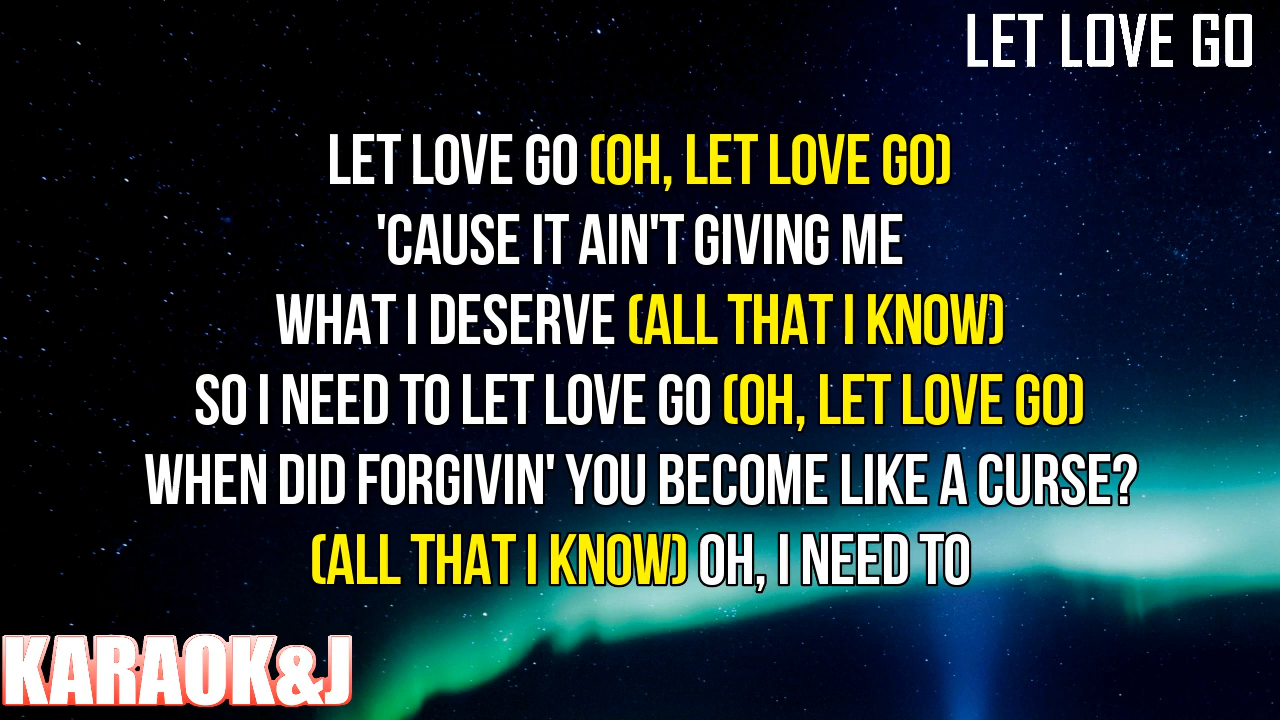 LET LOVE GO
LET LOVE GO (OH, LET LOVE GO)
'CAUSE IT AIN'T GIVING ME
WHAT I DESERVE (ALL THAT I KNOW)
SO I NEED TO LET LOVE GO (OH, LET LOVE GO)
WHEN DID FORGIVIN' YOU BECOME LIKE A CURSE?
(ALL THAT I KNOW) OH, I NEED TO
KARAOK&J